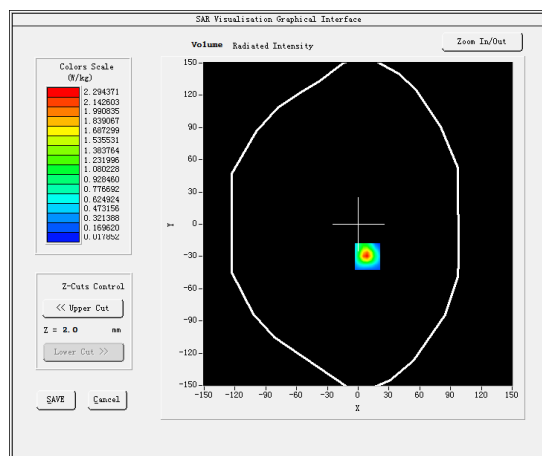 SAR Visualisation Graphical Interface
Volume Radiated Intensity
Zoom In/Out
Colors Scale
(W/kg)
2.294371
2.142603
1.990835
1.839067
1.687299
1.535531
1.383764
1.231996
1.080228
0.928460
0.776692
0.624924
0.473156
0.321388
0.169620
0.017852
Z-Cuts Control
<< Upper Cut
Z = 2.0 mm
Lower Cut >>
SAVE
Cancel
150
120
90
60
30
0
-30
-60
-90
-120
-150
Y
-150 -120 -90 -60 -30 0 30 60 90 120 150
X